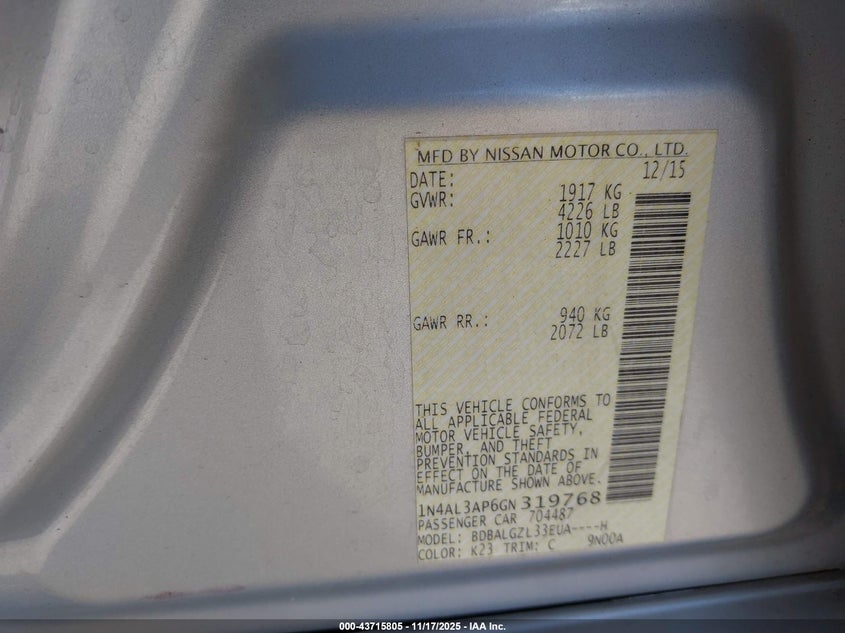 MFD BY NISSAN MOTOR CO., LTD.
DATE: 12/15
GVWR: 1917 KG
4226 LB
GAWR FR.: 1010 KG
2227 LB
GAWR RR.: 940 KG
2072 LB
THIS VEHICLE CONFORMS TO
ALL APPLICABLE FEDERAL
MOTOR VEHICLE SAFETY,
BUMPER, AND THEFT
PREVENTION STANDARDS IN
EFFECT ON THE DATE OF
MANUFACTURE SHOWN ABOVE.
1N4AL3AP6GN319768
PASSENGER CAR 704487
MODEL: BDBALGZL33EUA----H
COLOR: K23 TRIM: C 9N00A
000-43715805 - 11/17/2025 - IAA Inc.